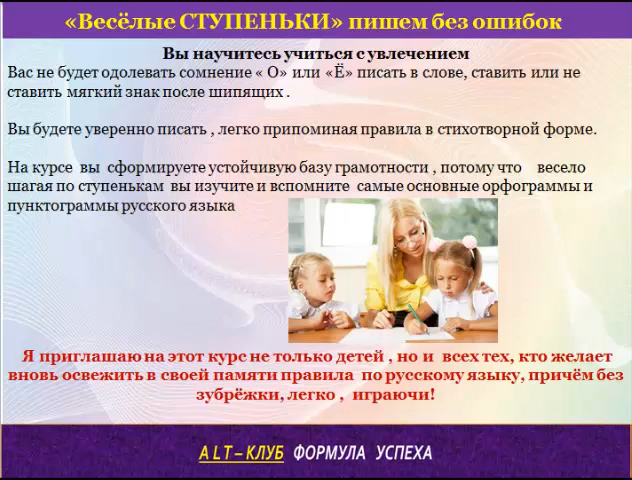 «Весёлые СТУПЕНЬКИ» пишем без ошибок
Вы научитесь учиться с увлечением
Вас не будет одолевать сомнение « О» или «Ё» писать в слове, ставить или не
ставить мягкий знак после шипящих .
Вы будете уверенно писать , легко припоминая правила в стихотворной форме.
На курсе вы сформируете устойчивую базу грамотности , потому что весело
шагая по ступенькам вы изучите и вспомните самые основные орфограммы и
пунктограммы русского языка
Я приглашаю на этот курс не только детей , но и всех тех, кто желает
вновь освежить в своей памяти правила по русскому языку, причём без
зубрёжки, легко , играючи!
ALT–КЛУБ ФОРМУЛА УСПЕХА